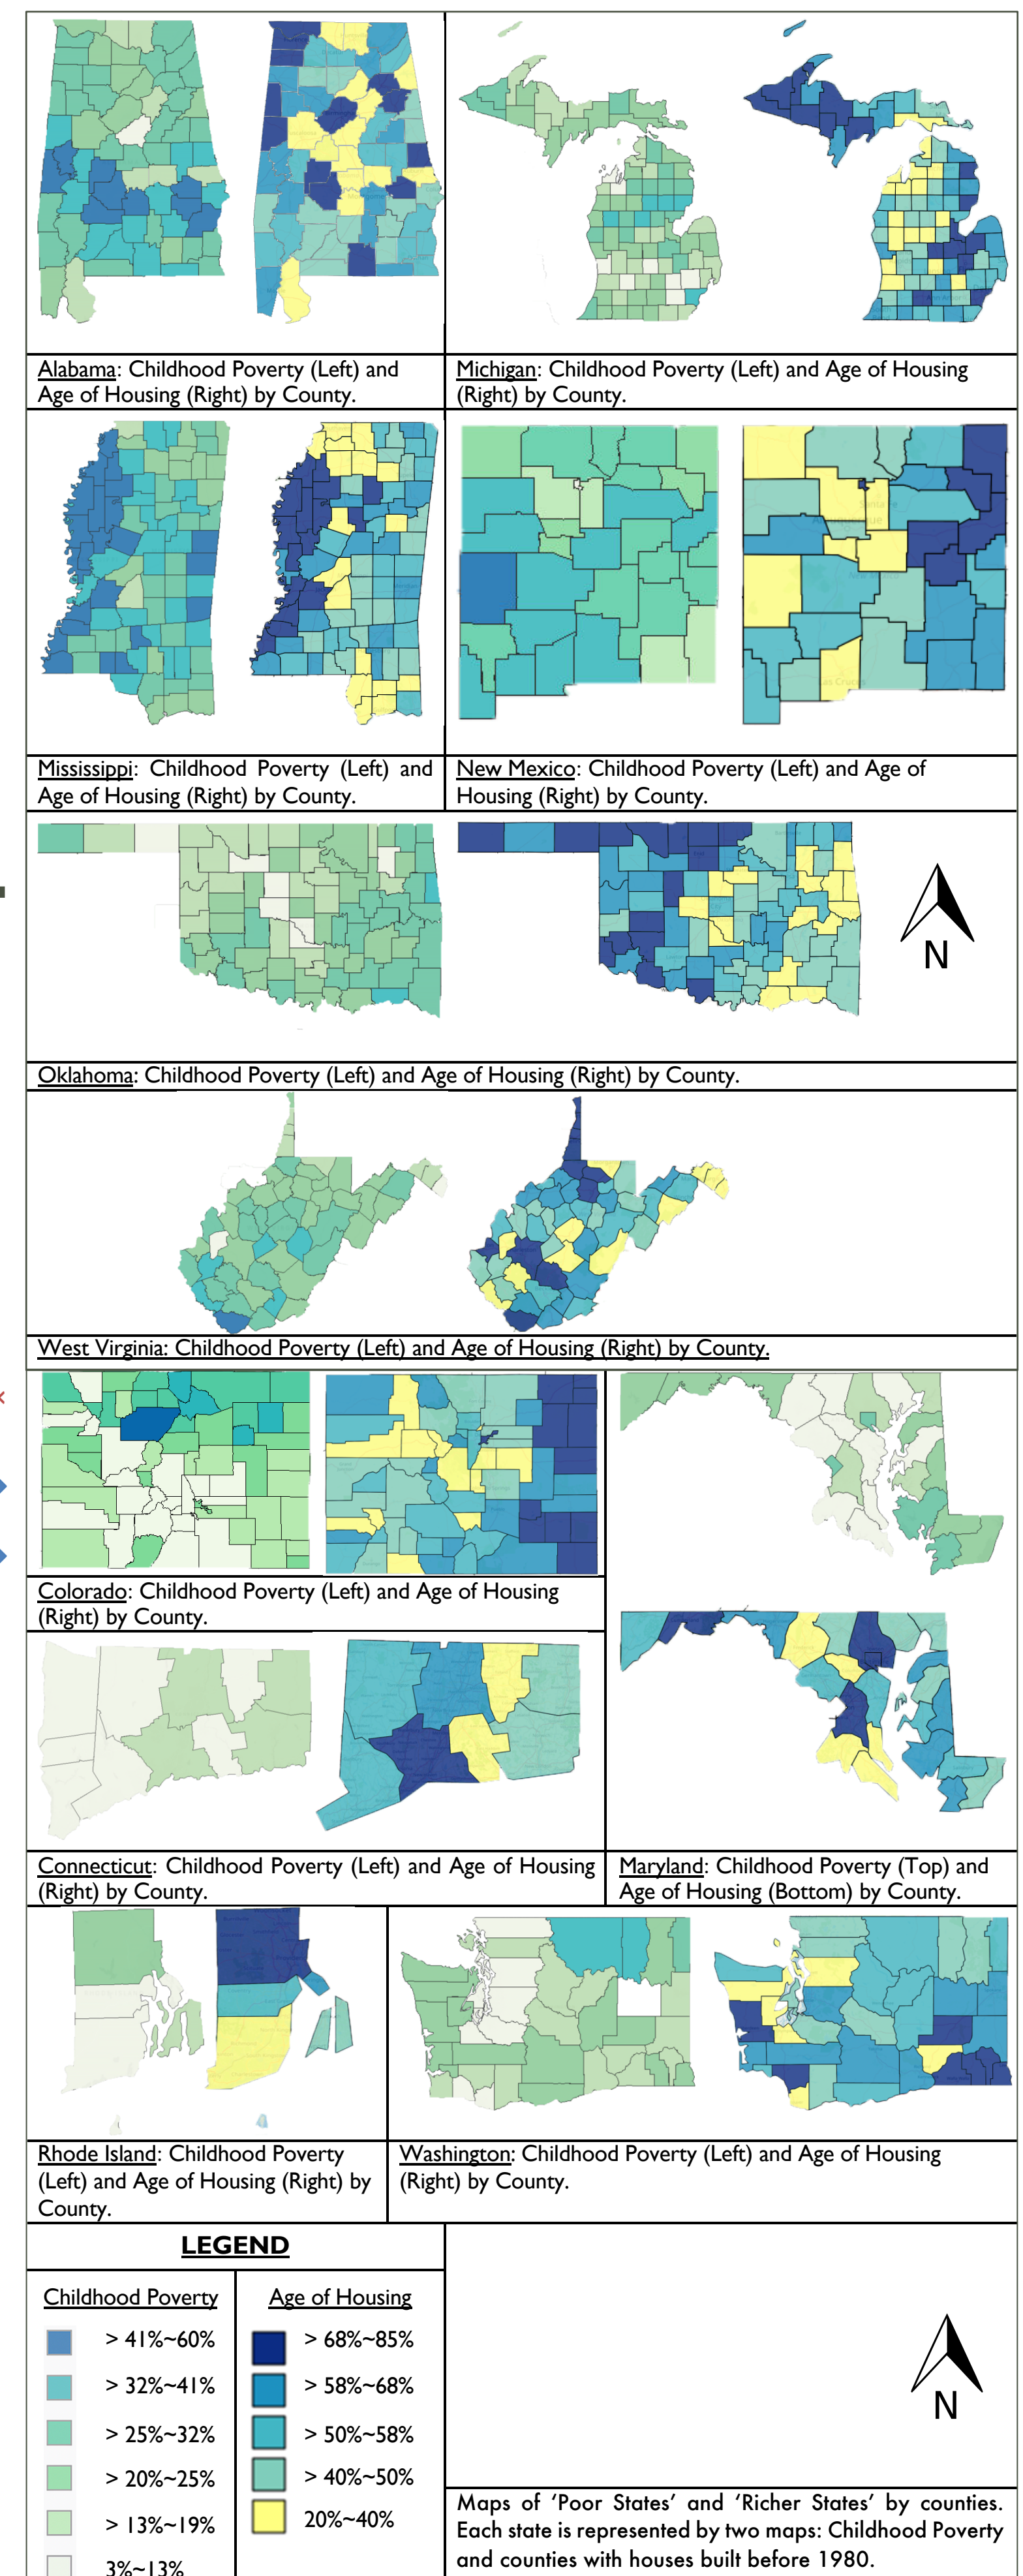 Alabama: Childhood Poverty (Left) and
Age of Housing (Right) by County.
Michigan: Childhood Poverty (Left) and Age of Housing
(Right) by County.
Mississippi: Childhood Poverty (Left) and
Age of Housing (Right) by County.
New Mexico: Childhood Poverty (Left) and Age of
Housing (Right) by County.
N
Oklahoma: Childhood Poverty (Left) and Age of Housing (Right) by County.
West Virginia: Childhood Poverty (Left) and Age of Housing (Right) by County.
Colorado: Childhood Poverty (Left) and Age of Housing
(Right) by County.
Connecticut: Childhood Poverty (Left) and Age of Housing
(Right) by County.
Maryland: Childhood Poverty (Top) and
Age of Housing (Bottom) by County.
Rhode Island: Childhood Poverty
(Left) and Age of Housing (Right) by
County.
Washington: Childhood Poverty (Left) and Age of Housing
(Right) by County.
LEGEND
Childhood Poverty
> 41%~60%
> 32%~41%
> 25%~32%
> 20%~25%
> 13%~19%
3%~13%
Age of Housing
> 68%~85%
> 58%~68%
> 50%~58%
> 40%~50%
20%~40%
N
Maps of 'Poor States' and 'Richer States' by counties.
Each state is represented by two maps: Childhood Poverty
and counties with houses built before 1980.